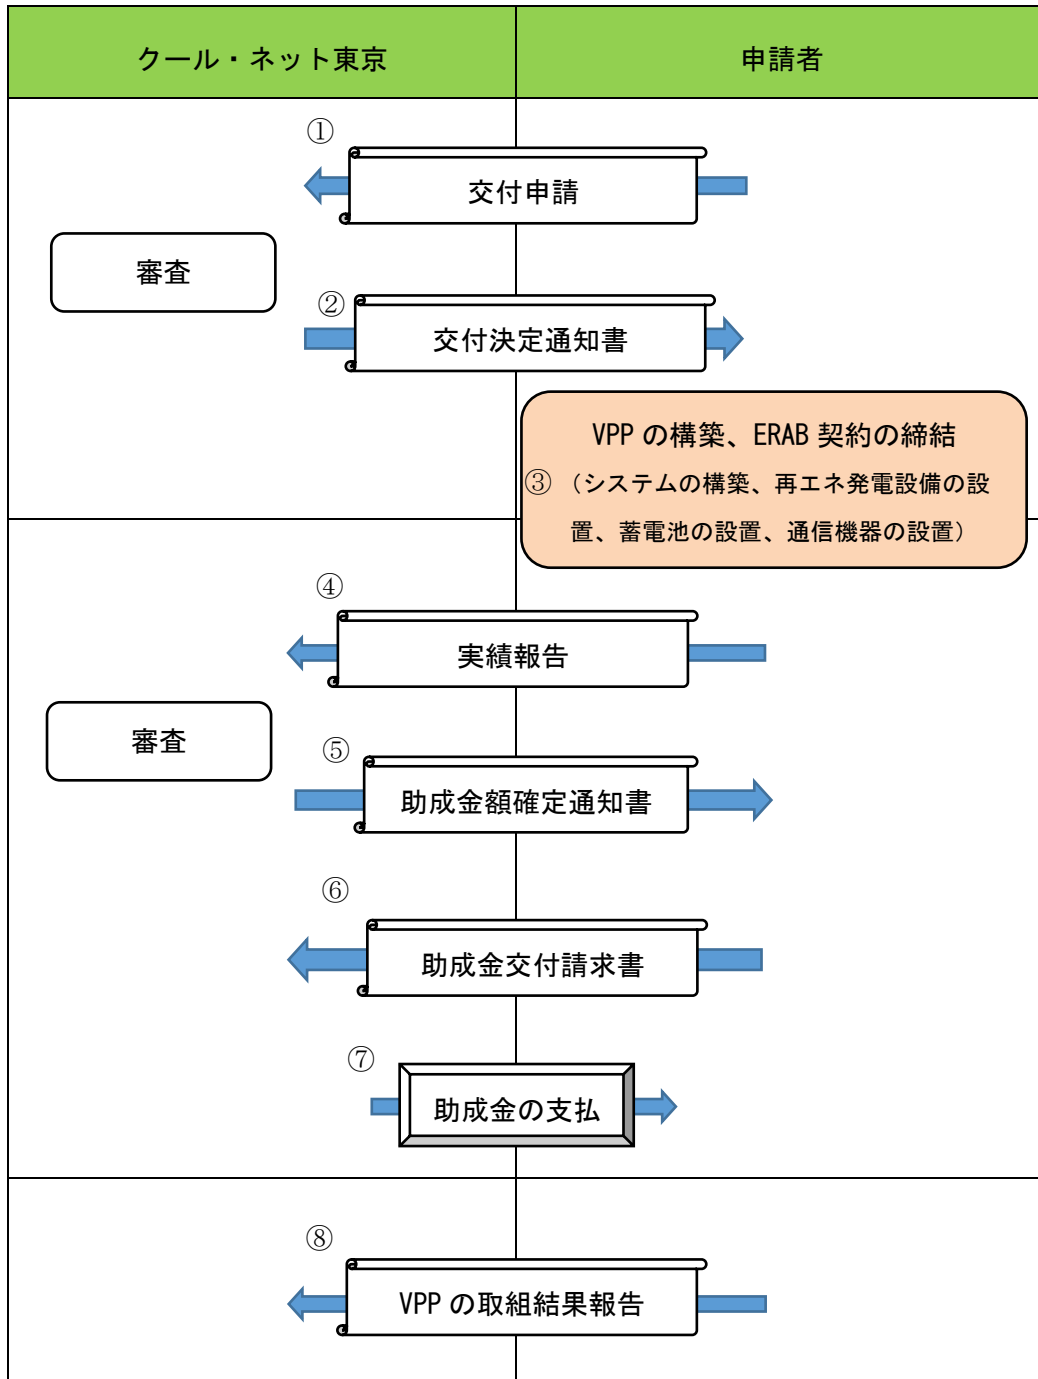 クール・ネット東京
申請者
①
交付申請
審査
②
交付決定通知書
VPP の構築、ERAB 契約の締結
③ （システムの構築、再エネ発電設備の設
置、蓄電池の設置、通信機器の設置）
④
実績報告
審査
⑤
助成金額確定通知書
⑥
助成金交付請求書
⑦
助成金の支払
⑧
VPP の取組結果報告